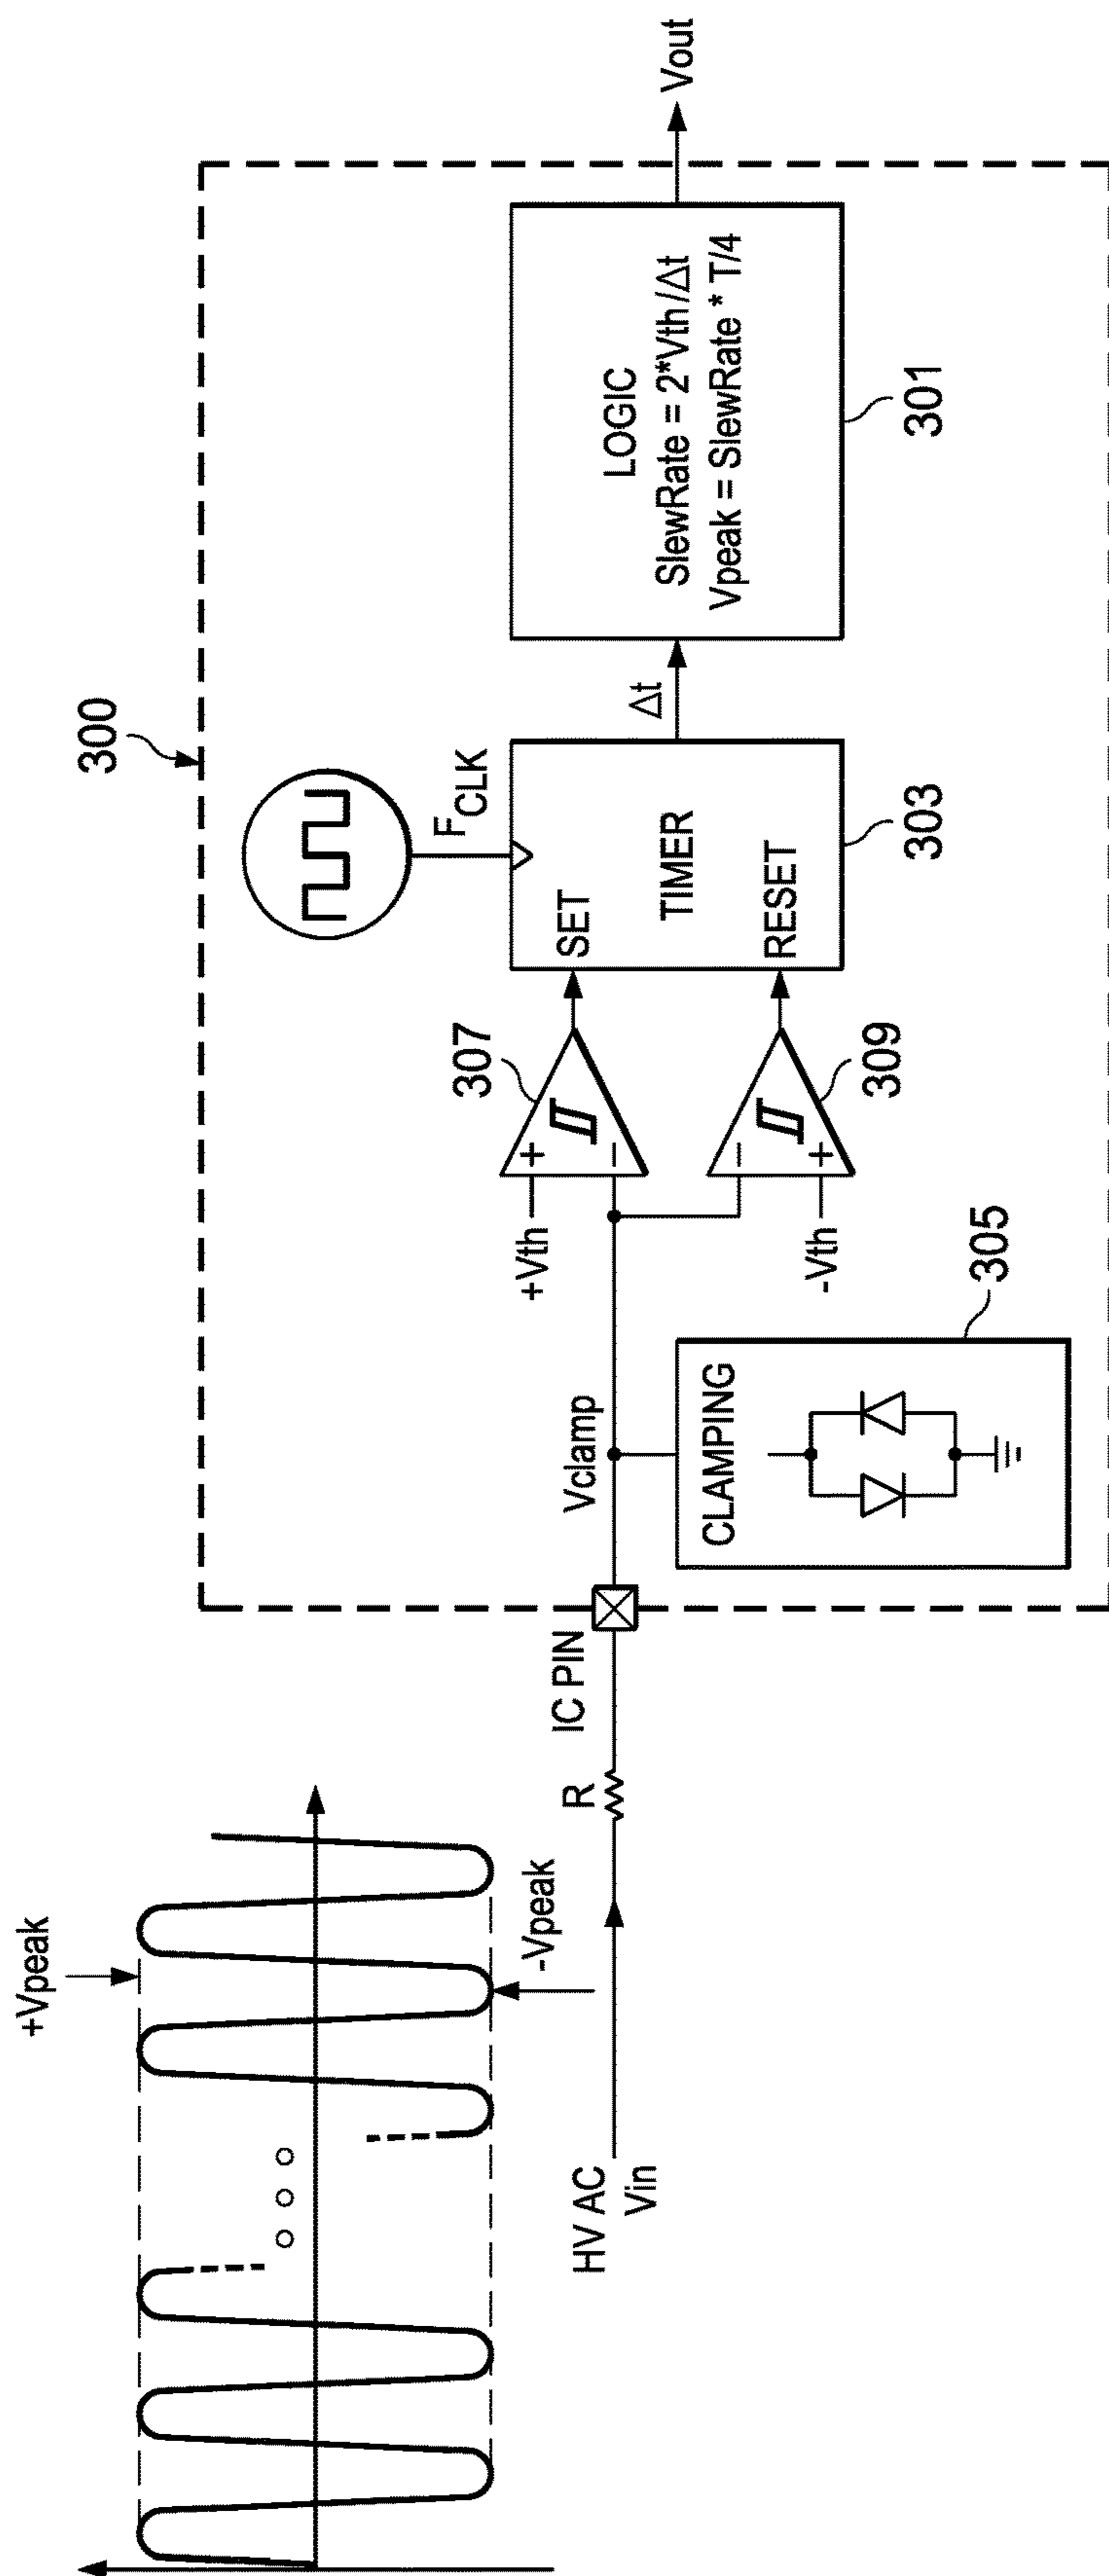 +Vpeak
-Vpeak
HV AC
Vin
R
IC PIN
300
Vclamp
CLAMPING
305
+Vth
+
−
307
-Vth
−
+
309
FCLK
SET
TIMER
RESET
303
Δt
LOGIC
SlewRate = 2*Vth/Δt
Vpeak = SlewRate * T/4
301
Vout